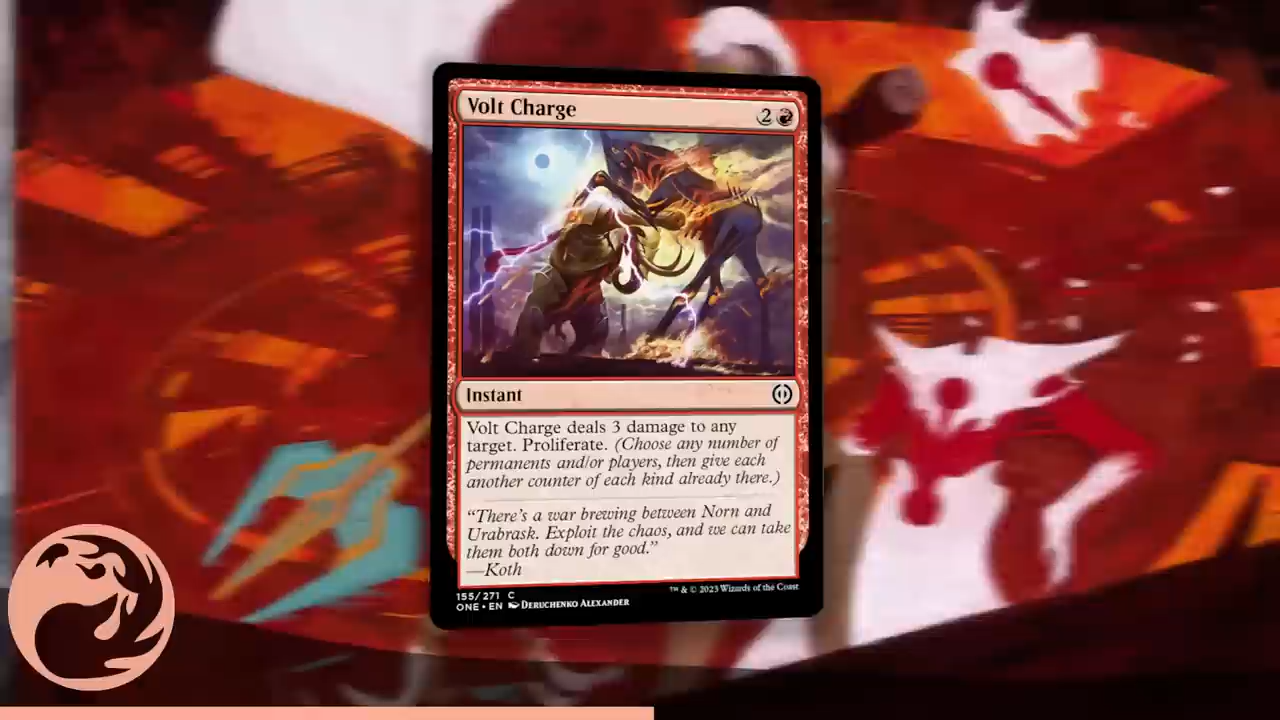 Volt Charge
2
Instant
Volt Charge deals 3 damage to any
target. Proliferate. (Choose any number of
permanents and/or players, then give each
another counter of each kind already there.)
“There's a war brewing between Norn and
Urabrask. Exploit the chaos, and we can take
them both down for good.”
—Koth
155/271 C
ONE • EN DERUCHENKO ALEXANDER
™ & © 2023 Wizards of the Coast